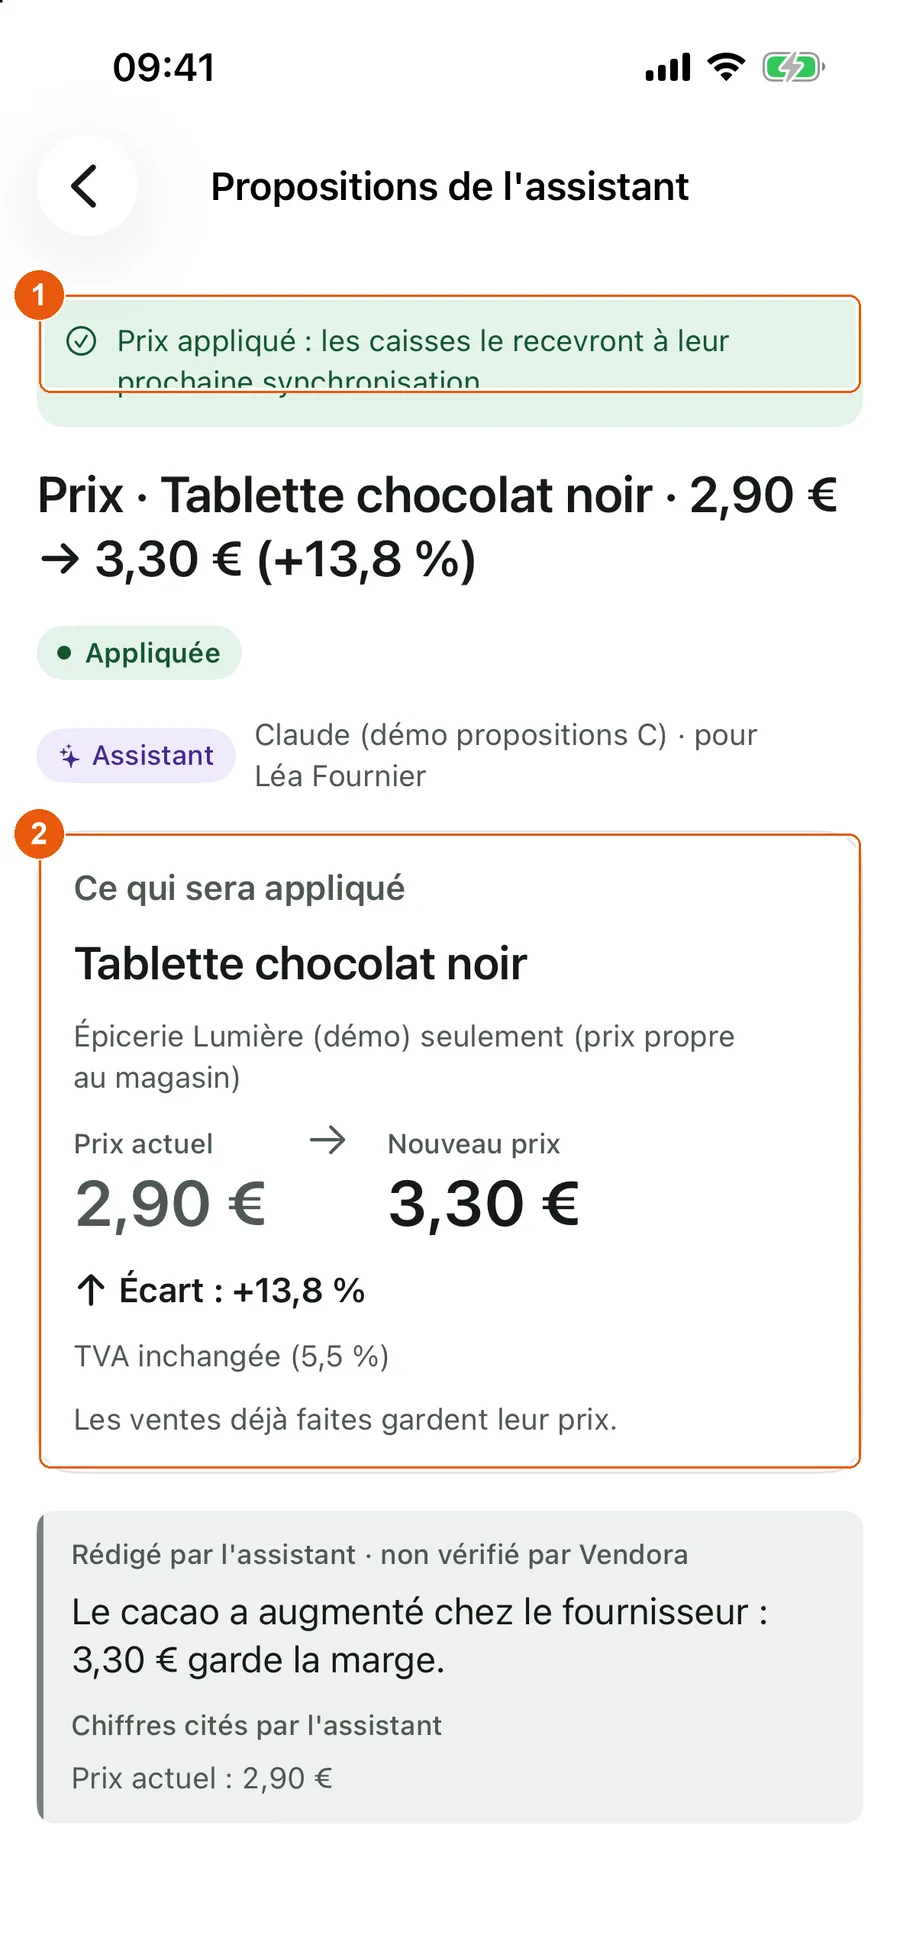 09:41
Propositions de l'assistant
1
Prix appliqué : les caisses le recevront à leur
prochaine synchronisation
Prix · Tablette chocolat noir · 2,90 €
→ 3,30 € (+13,8 %)
Appliquée
Assistant
Claude (démo propositions C) · pour
Léa Fournier
2
Ce qui sera appliqué
Tablette chocolat noir
Épicerie Lumière (démo) seulement (prix propre
au magasin)
Prix actuel → Nouveau prix
2,90 € 3,30 €
↑ Écart : +13,8 %
TVA inchangée (5,5 %)
Les ventes déjà faites gardent leur prix.
Rédigé par l'assistant · non vérifié par Vendora
Le cacao a augmenté chez le fournisseur :
3,30 € garde la marge.
Chiffres cités par l'assistant
Prix actuel : 2,90 €